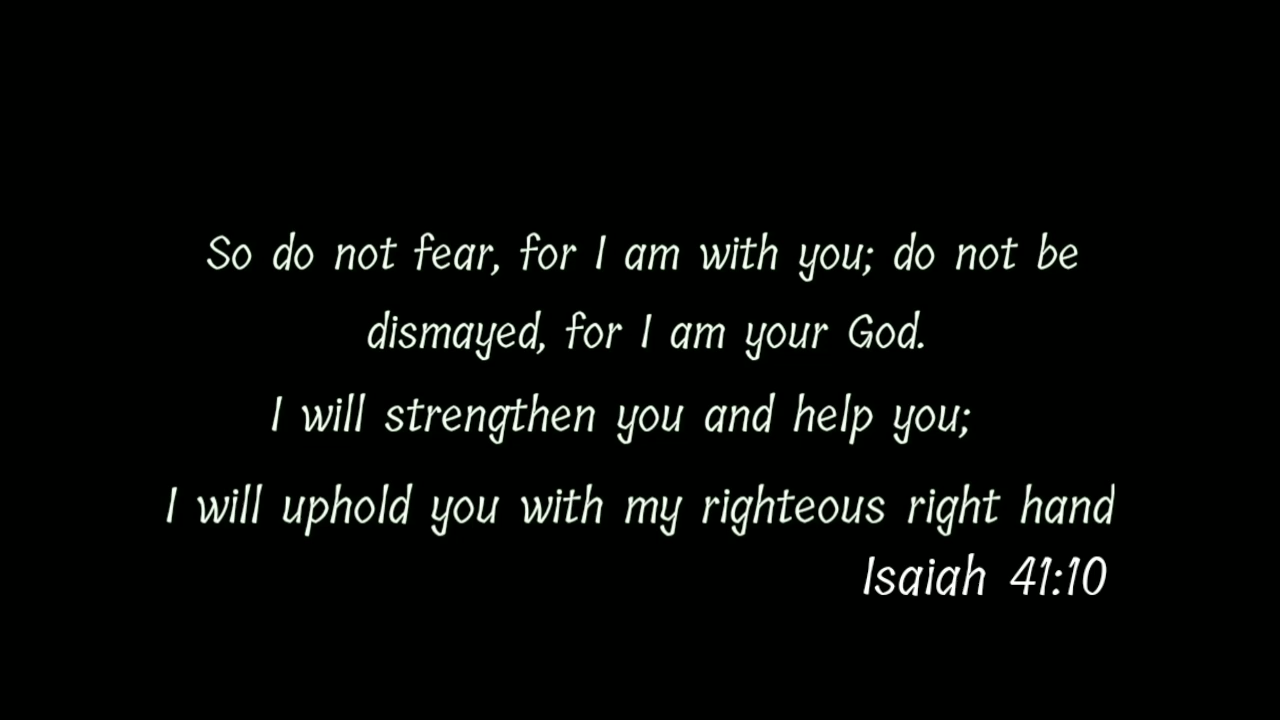 So do not fear, for I am with you; do not be
dismayed, for I am your God.
I will strengthen you and help you;
I will uphold you with my righteous right hand
Isaiah 41:10